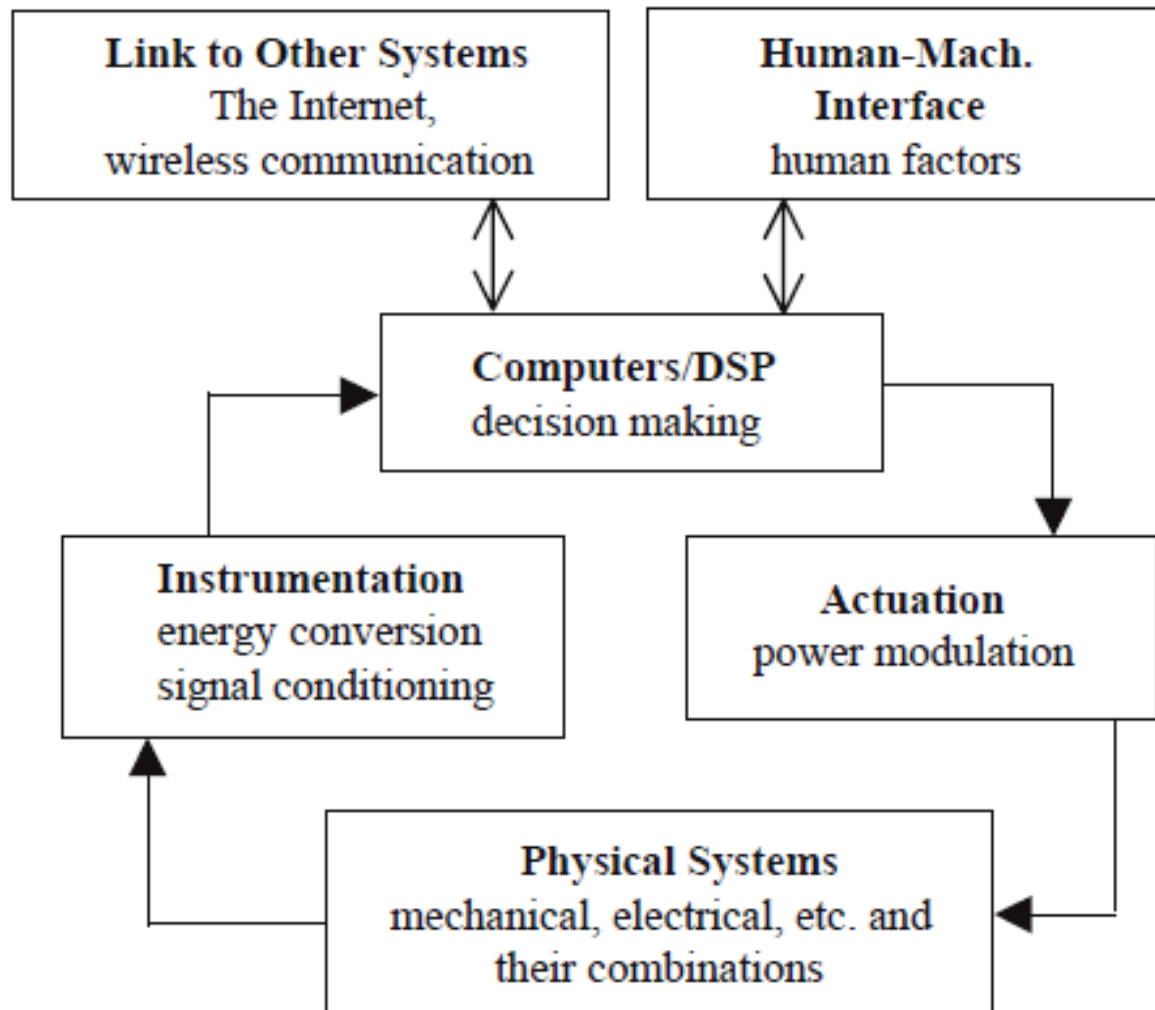 Link to Other Systems
The Internet,
wireless communication
Human-Mach.
Interface
human factors
Computers/DSP
decision making
Instrumentation
energy conversion
signal conditioning
Actuation
power modulation
Physical Systems
mechanical, electrical, etc. and
their combinations